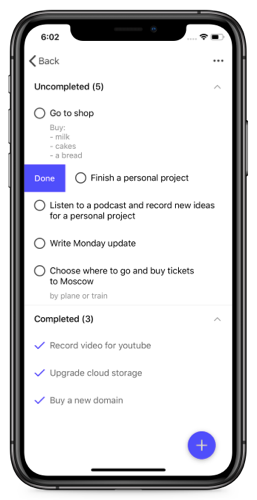 6:02
Back
Uncompleted (5)
Go to shop
Buy:
- milk
- cakes
- a bread
Done
Finish a personal project
Listen to a podcast and record new ideas
for a personal project
Write Monday update
Choose where to go and buy tickets
to Moscow
by plane or train
Completed (3)
Record video for youtube
Upgrade cloud storage
Buy a new domain